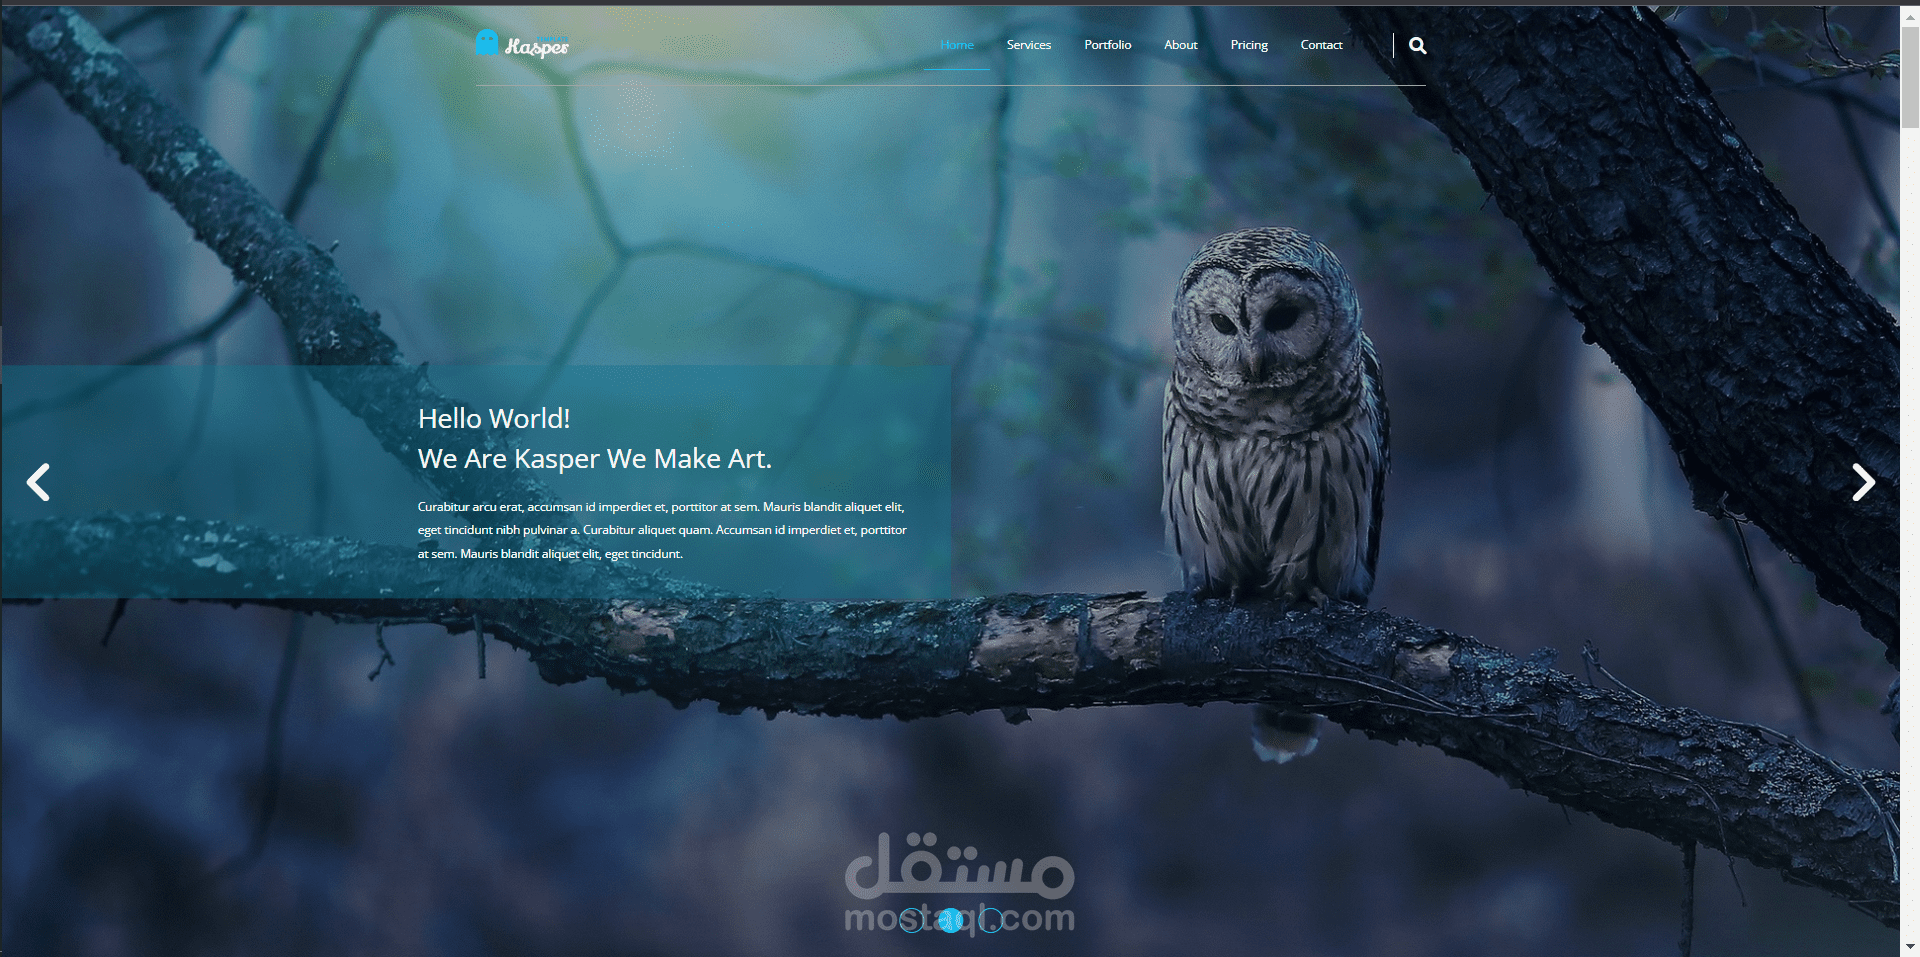 Kasper
Home Services Portfolio About Pricing Contact
Hello World!
We Are Kasper We Make Art.
Curabitur arcu erat, accumsan id imperdiet et, porttitor at sem. Mauris blandit aliquet elit,
eget tincidunt nibh pulvinar a. Curabitur aliquet quam. Accumsan id imperdiet et, porttitor
at sem. Mauris blandit aliquet elit, eget tincidunt.
مستقل
mostaql.com